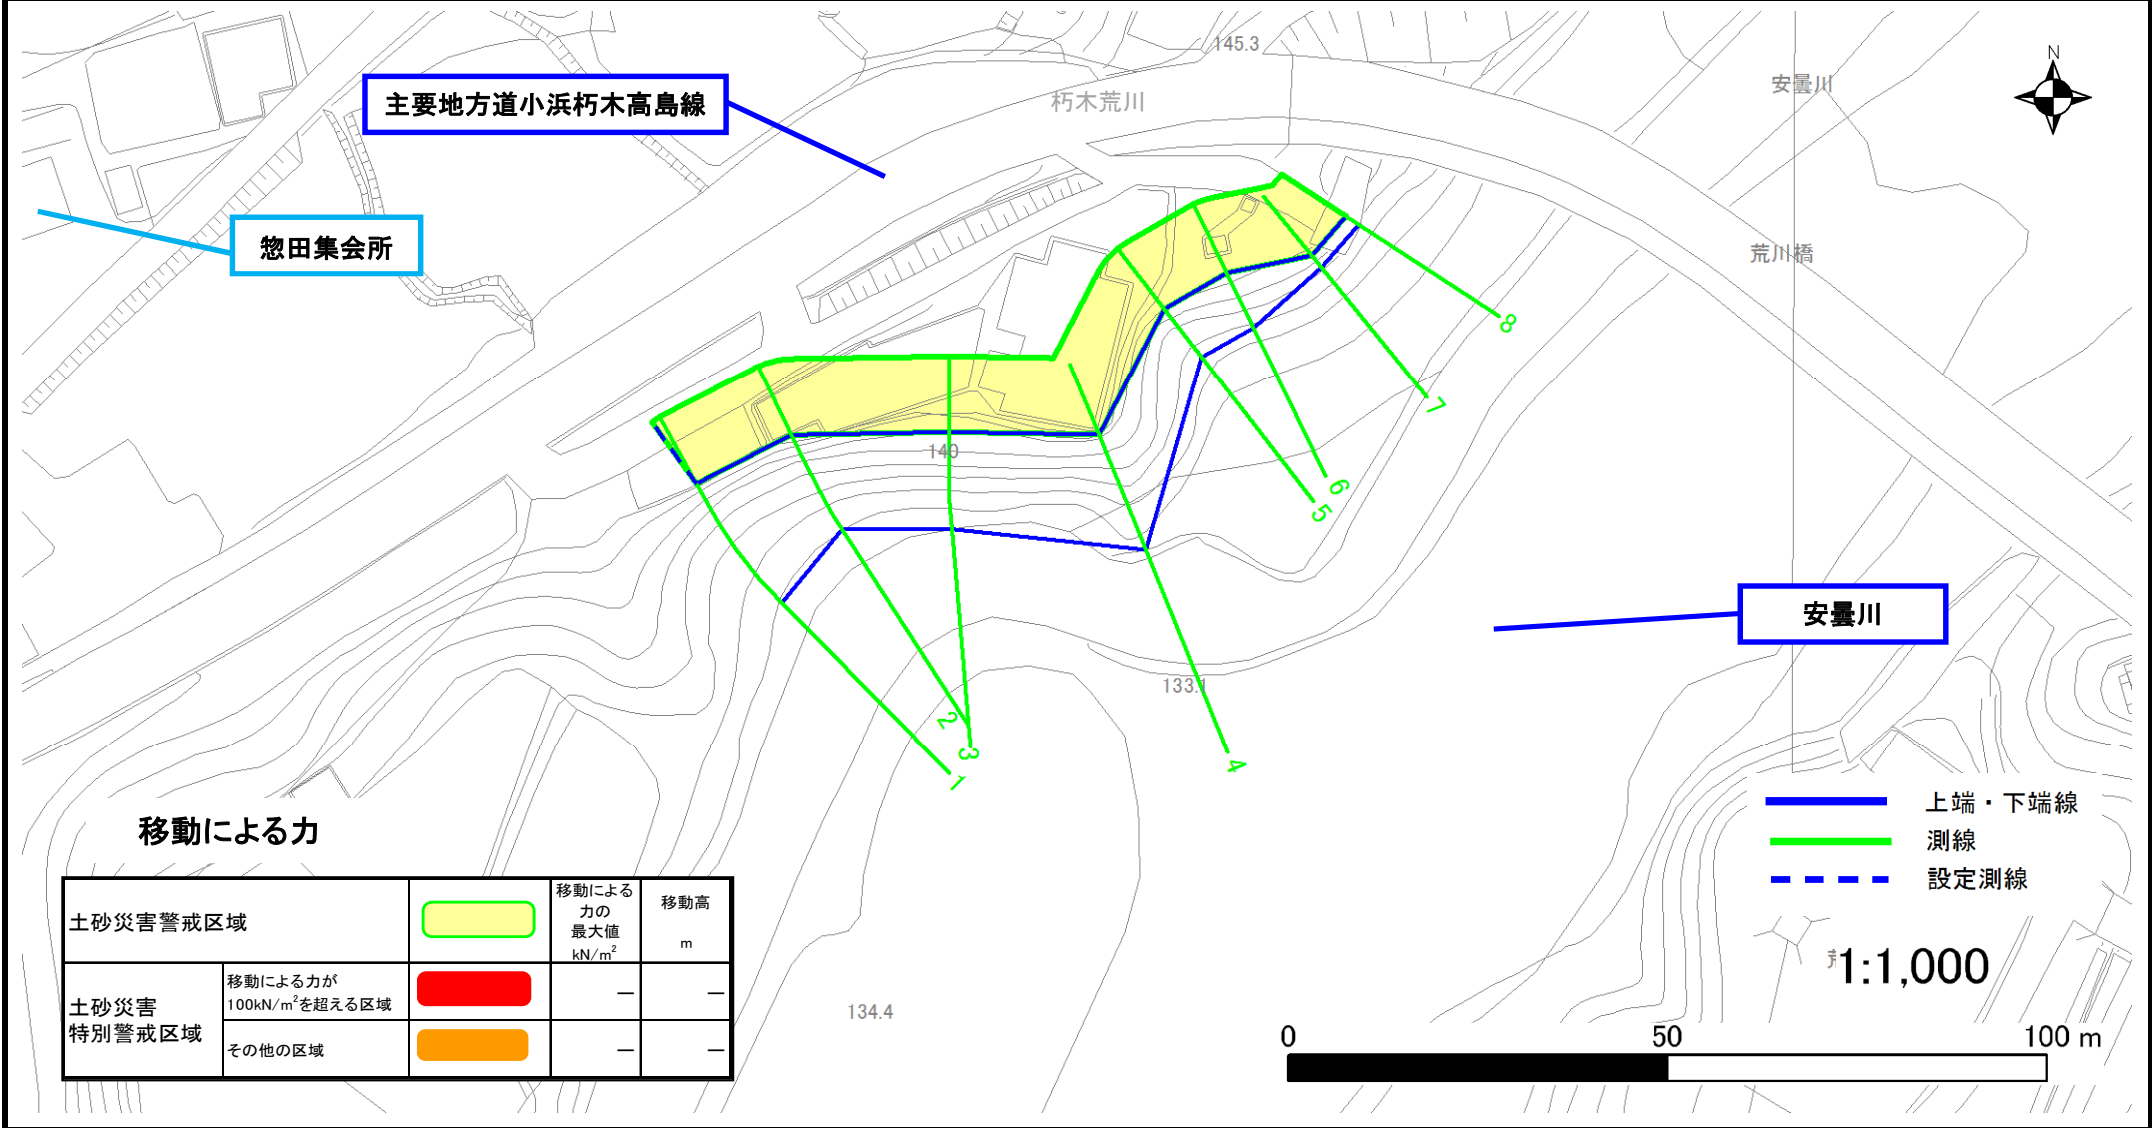 145.3
N
安曇川
主要地方道小浜朽木高島線
朽木荒川
惣田集会所
荒川橋
8
7
140
6
5
安曇川
133.1
2
3
4
1
上端・下端線
測線
設定測線
移動による力
土砂災害警戒区域
移動による
力の
最大値
kN/m²
移動高
m
土砂災害
特別警戒区域
移動による力が
100kN/m²を超える区域
－
－
その他の区域
－
－
134.4
荒
1:1,000
0
50
100 m